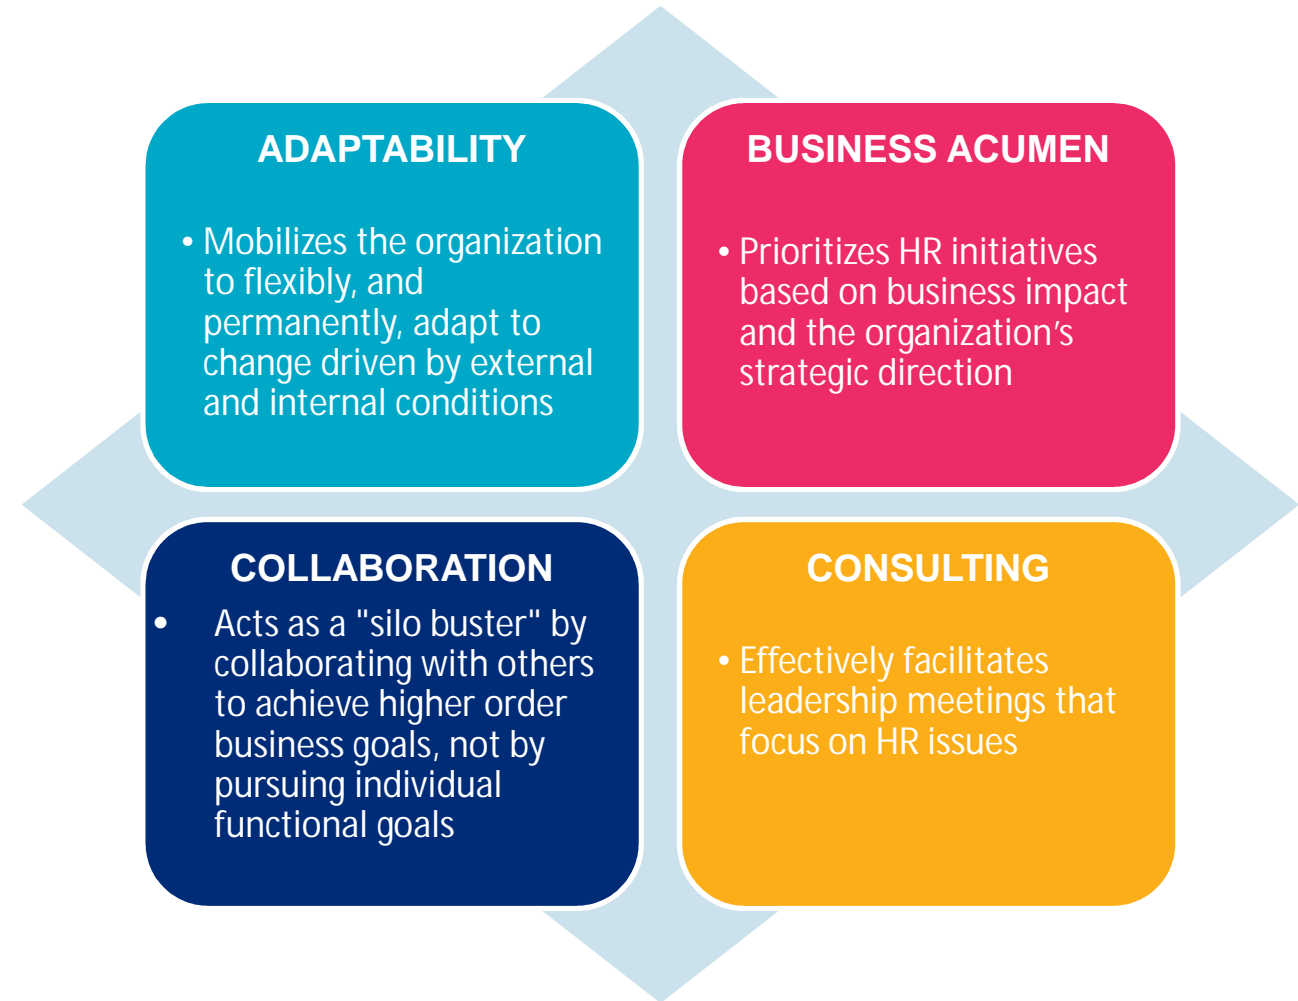 ADAPTABILITY
• Mobilizes the organization
to flexibly, and
permanently, adapt to
change driven by external
and internal conditions
BUSINESS ACUMEN
• Prioritizes HR initiatives
based on business impact
and the organization’s
strategic direction
COLLABORATION
• Acts as a "silo buster" by
collaborating with others
to achieve higher order
business goals, not by
pursuing individual
functional goals
CONSULTING
• Effectively facilitates
leadership meetings that
focus on HR issues